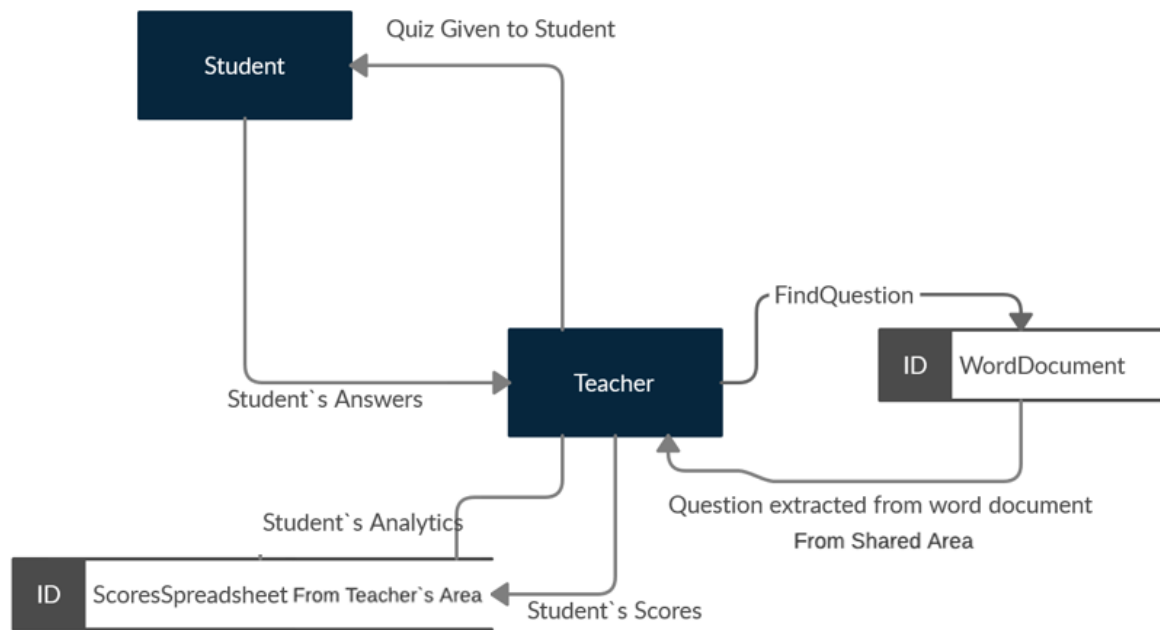 Quiz Given to Student
Student
FindQuestion
ID
WordDocument
Teacher
Student`s Answers
Question extracted from word document
From Shared Area
Student`s Analytics
ID
ScoresSpreadsheet From Teacher`s Area
Student`s Scores